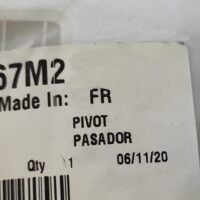 67M2
Made In: FR
PIVOT
PASADOR
Qty 1 06/11/20